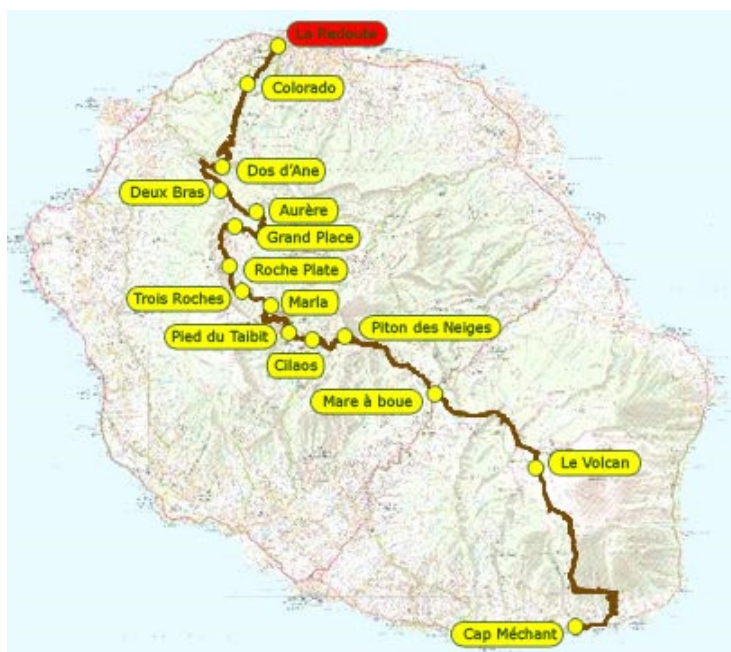 La Redoute
Colorado
Dos d'Ane
Deux Bras
Aurère
Grand Place
Roche Plate
Trois Roches
Marla
Pied du Taibit
Piton des Neiges
Cilaos
Mare à boue
Le Volcan
Cap Méchant